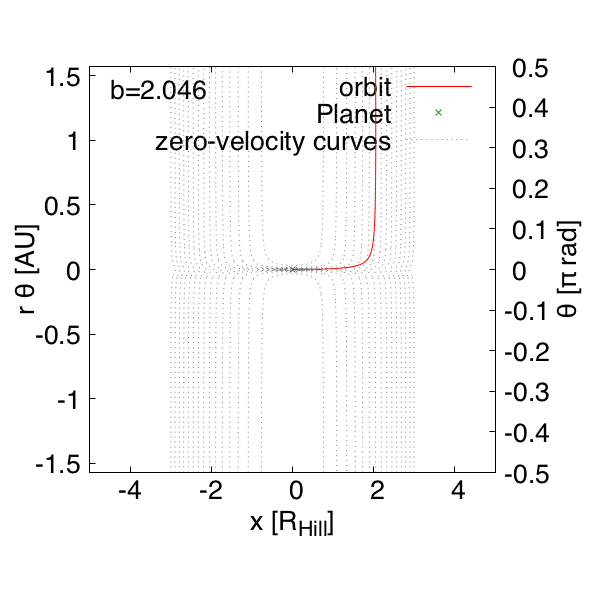 b=2.046
orbit
Planet
zero-velocity curves
1.5
1
0.5
0
-0.5
-1
-1.5
r θ [AU]
0.5
0.4
0.3
0.2
0.1
0
-0.1
-0.2
-0.3
-0.4
-0.5
θ [π rad]
-4 -2 0 2 4
x [R_Hill]